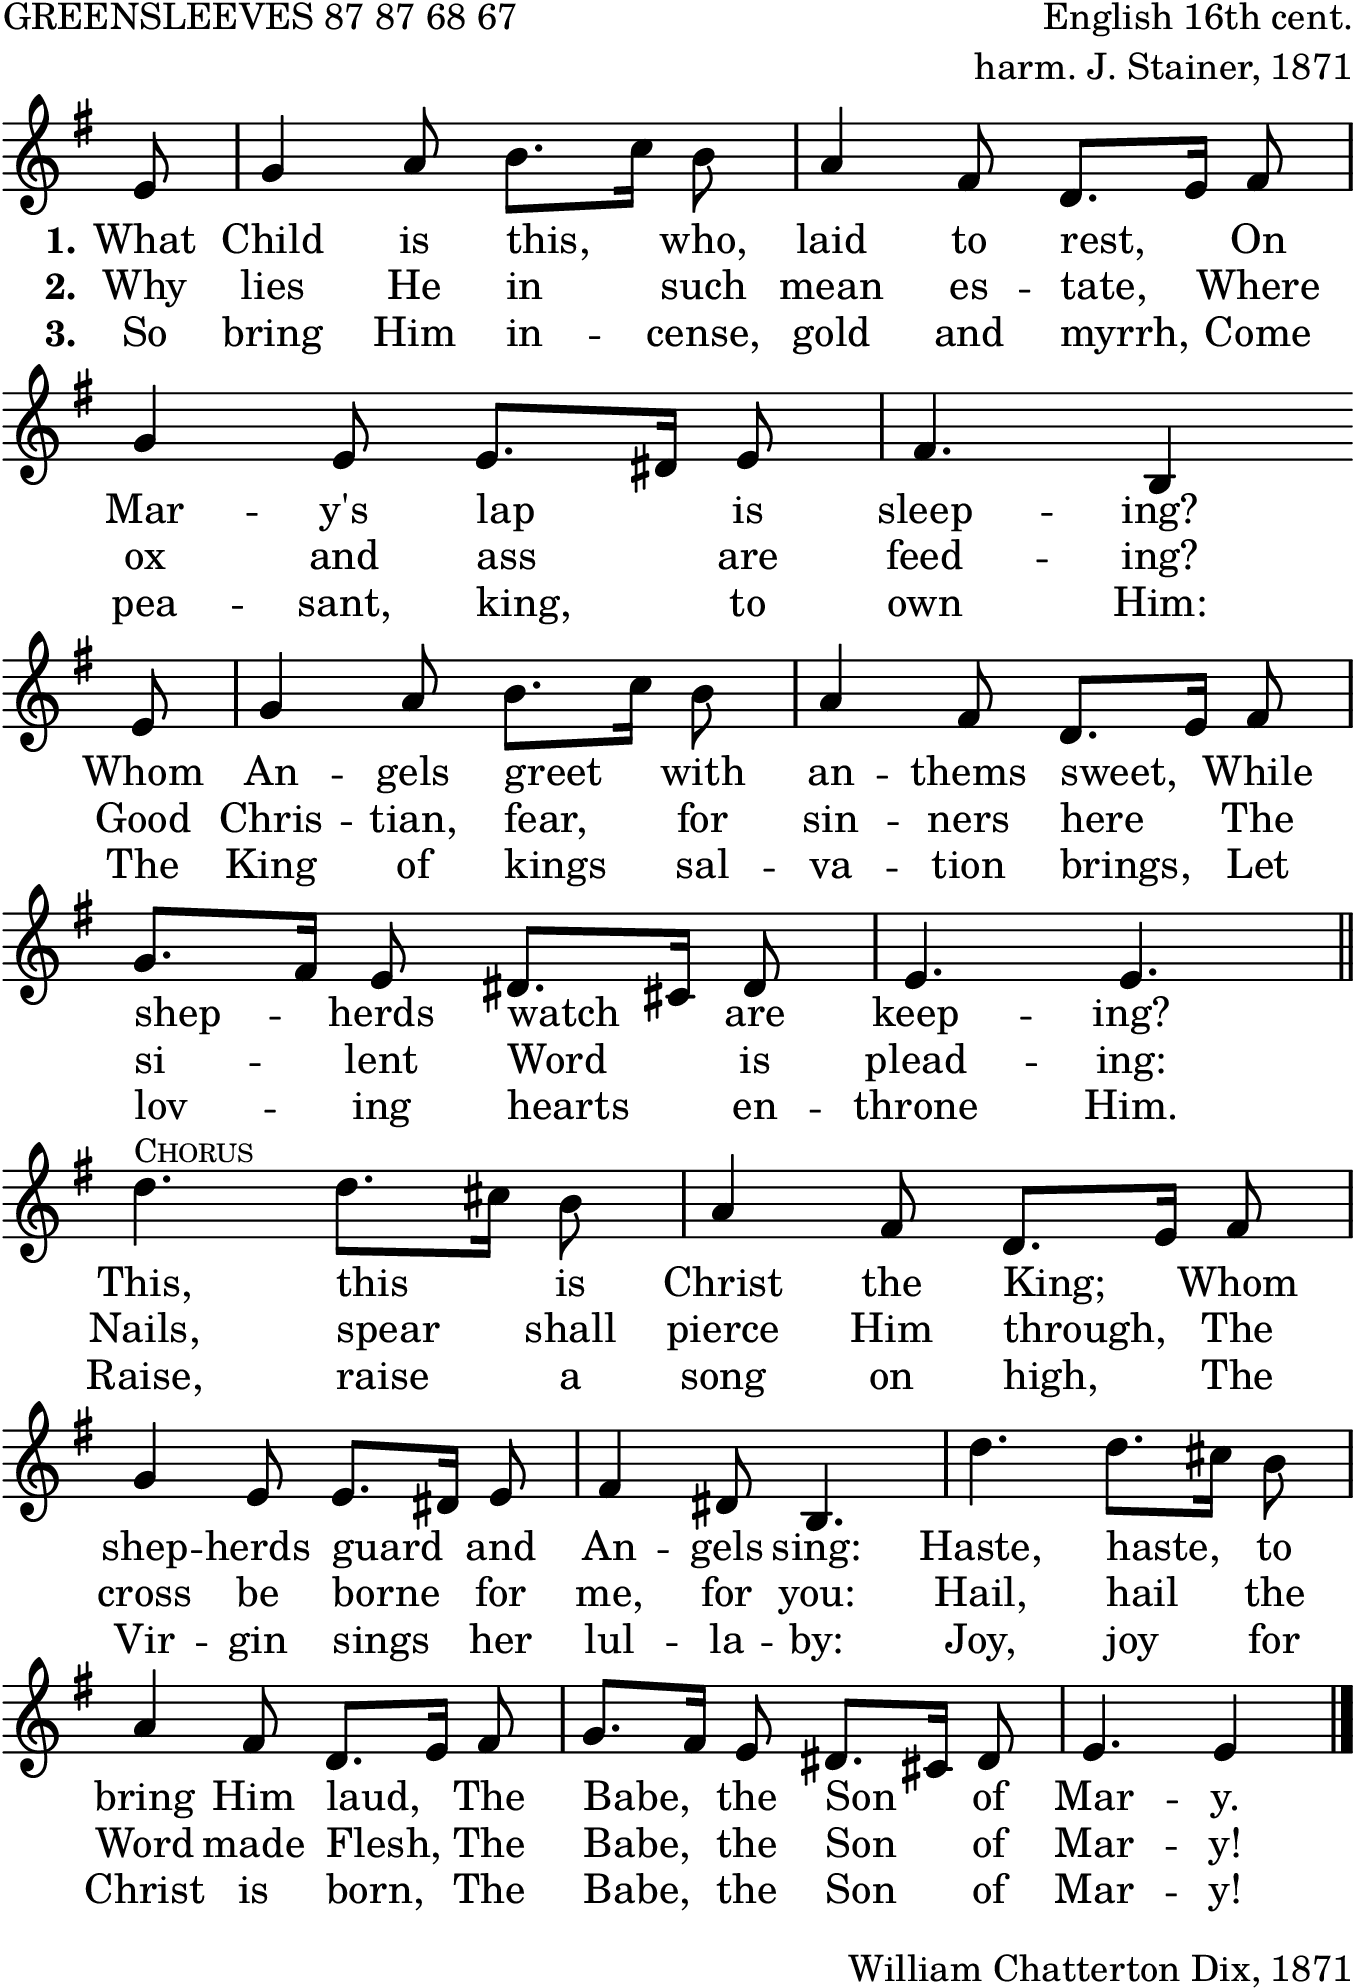 GREENSLEEVES 87 87 68 67
English 16th cent.
harm. J. Stainer, 1871
1. What Child is this, who, laid to rest, On
2. Why lies He in such mean es -- tate, Where
3. So bring Him in -- cense, gold and myrrh, Come
Mar -- y's lap is sleep -- ing?
ox and ass are feed -- ing?
pea -- sant, king, to own Him:
Whom An -- gels greet with an -- thems sweet, While
Good Chris -- tian, fear, for sin -- ners here The
The King of kings sal -- va -- tion brings, Let
shep -- herds watch are keep -- ing?
si -- lent Word is plead -- ing:
lov -- ing hearts en -- throne Him.
CHORUS
This, this is Christ the King; Whom
Nails, spear shall pierce Him through, The
Raise, raise a song on high, The
shep -- herds guard and An -- gels sing: Haste, haste, to
cross be borne for me, for you: Hail, hail the
Vir -- gin sings her lul -- la -- by: Joy, joy for
bring Him laud, The Babe, the Son of Mar -- y.
Word made Flesh, The Babe, the Son of Mar -- y!
Christ is born, The Babe, the Son of Mar -- y!
William Chatterton Dix, 1871